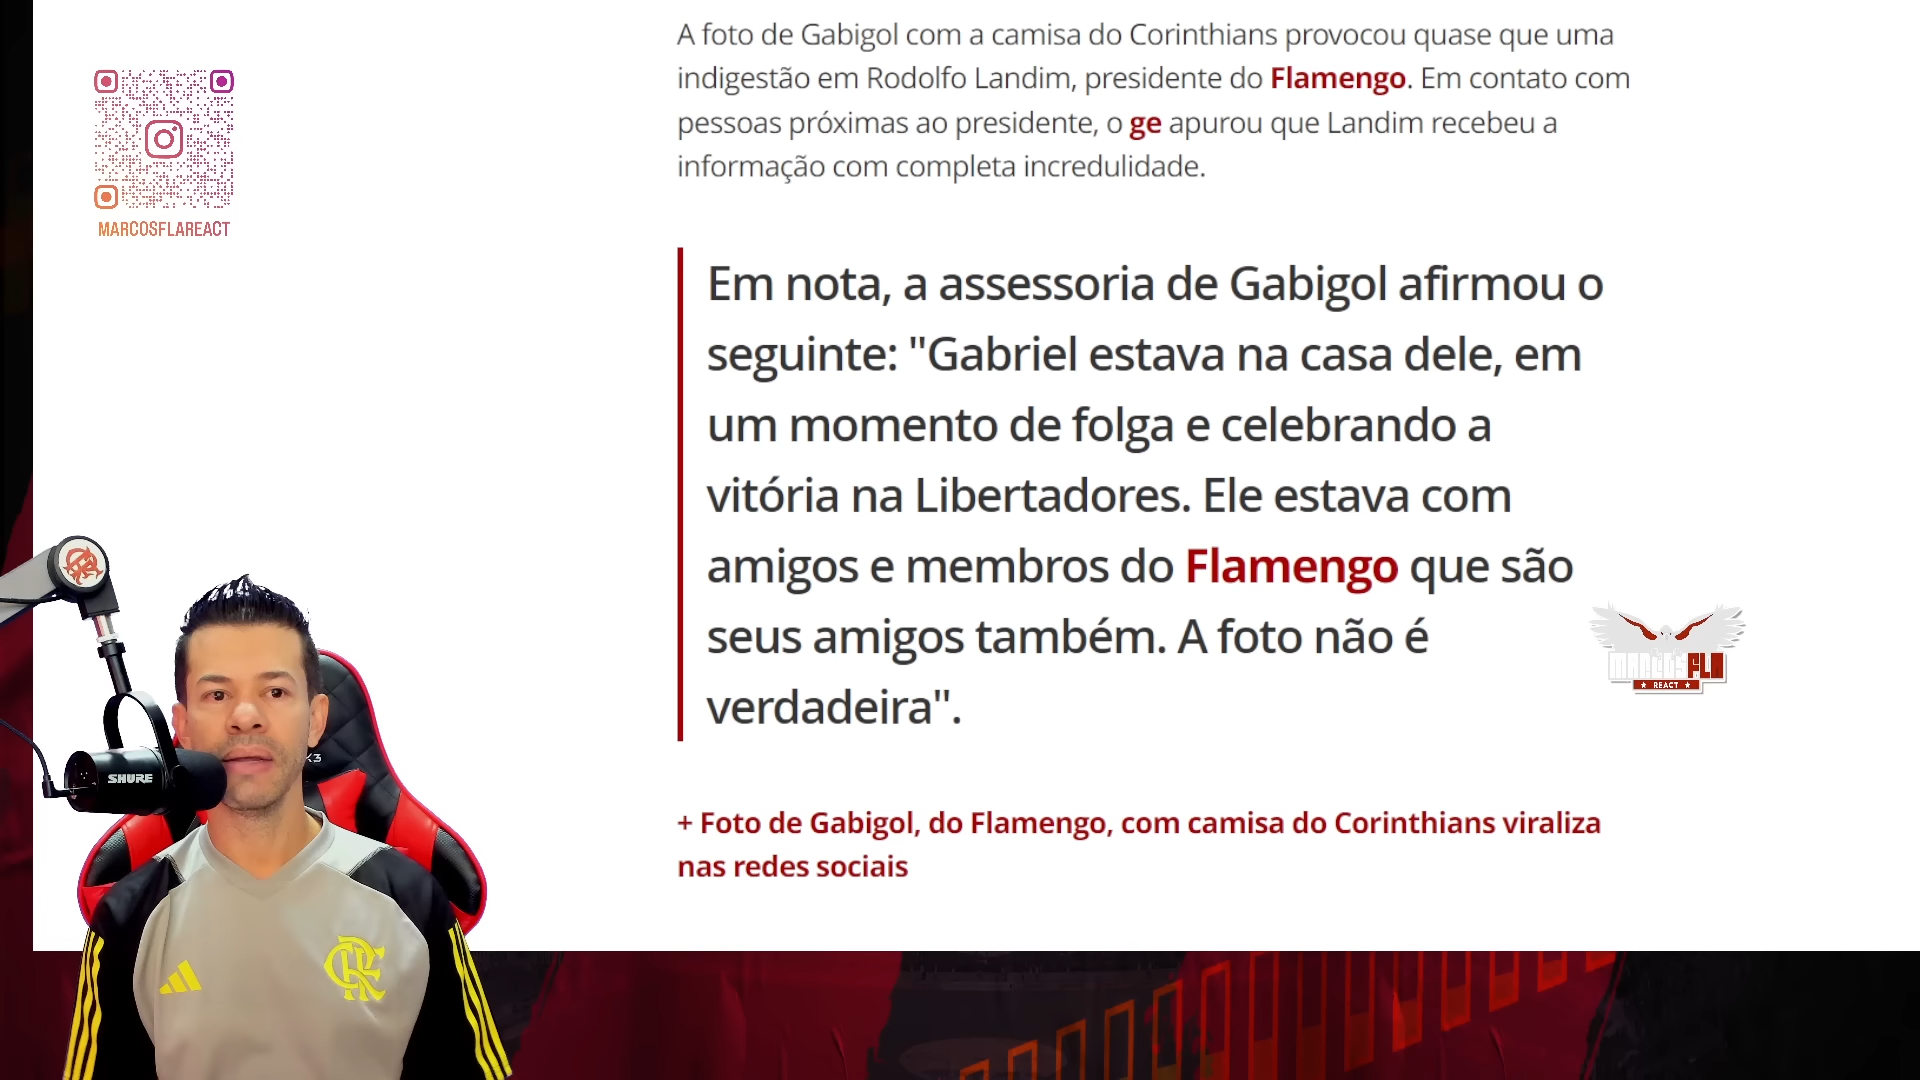 A foto de Gabigol com a camisa do Corinthians provocou quase que uma
indigestão em Rodolfo Landim, presidente do Flamengo. Em contato com
pessoas próximas ao presidente, o ge apurou que Landim recebeu a
informação com completa incredulidade.
MARCOSFLAREACT
Em nota, a assessoria de Gabigol afirmou o
seguinte: "Gabriel estava na casa dele, em
um momento de folga e celebrando a
vitória na Libertadores. Ele estava com
amigos e membros do Flamengo que são
seus amigos também. A foto não é
verdadeira".
MARCOSFLA
REACT
X3
SHURE
+ Foto de Gabigol, do Flamengo, com camisa do Corinthians viraliza
nas redes sociais
CRF